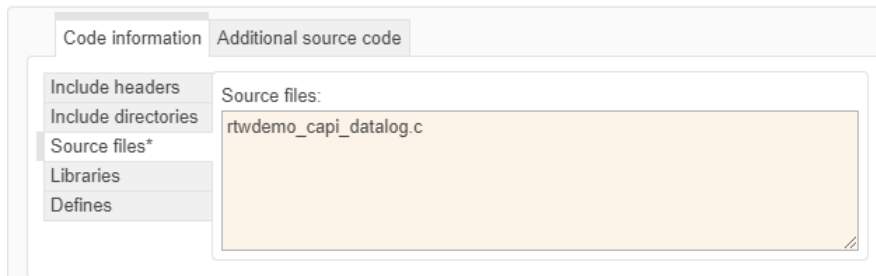 Code information Additional source code
Include headers
Include directories
Source files*
Libraries
Defines
Source files:
rtwdemo_capi_datalog.c